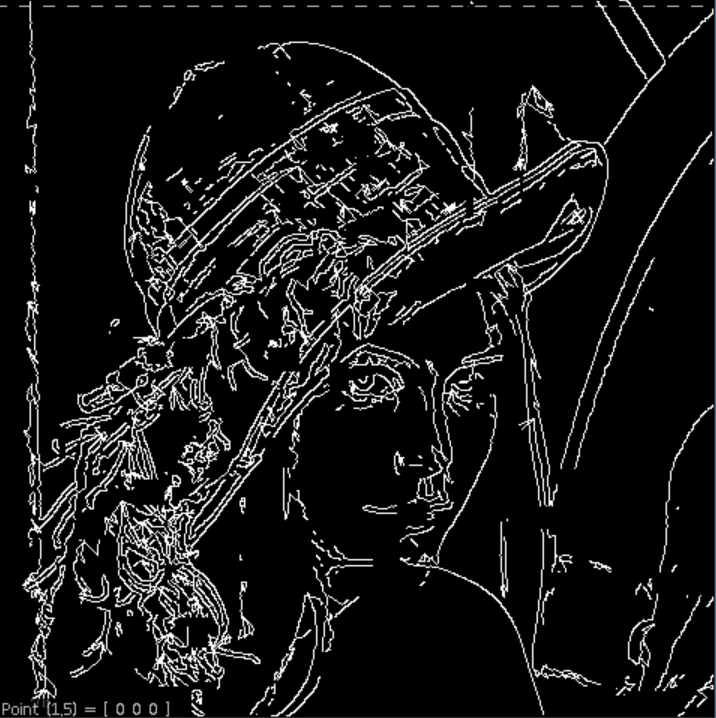 Point (1,5) = [ 0 0 0 ]